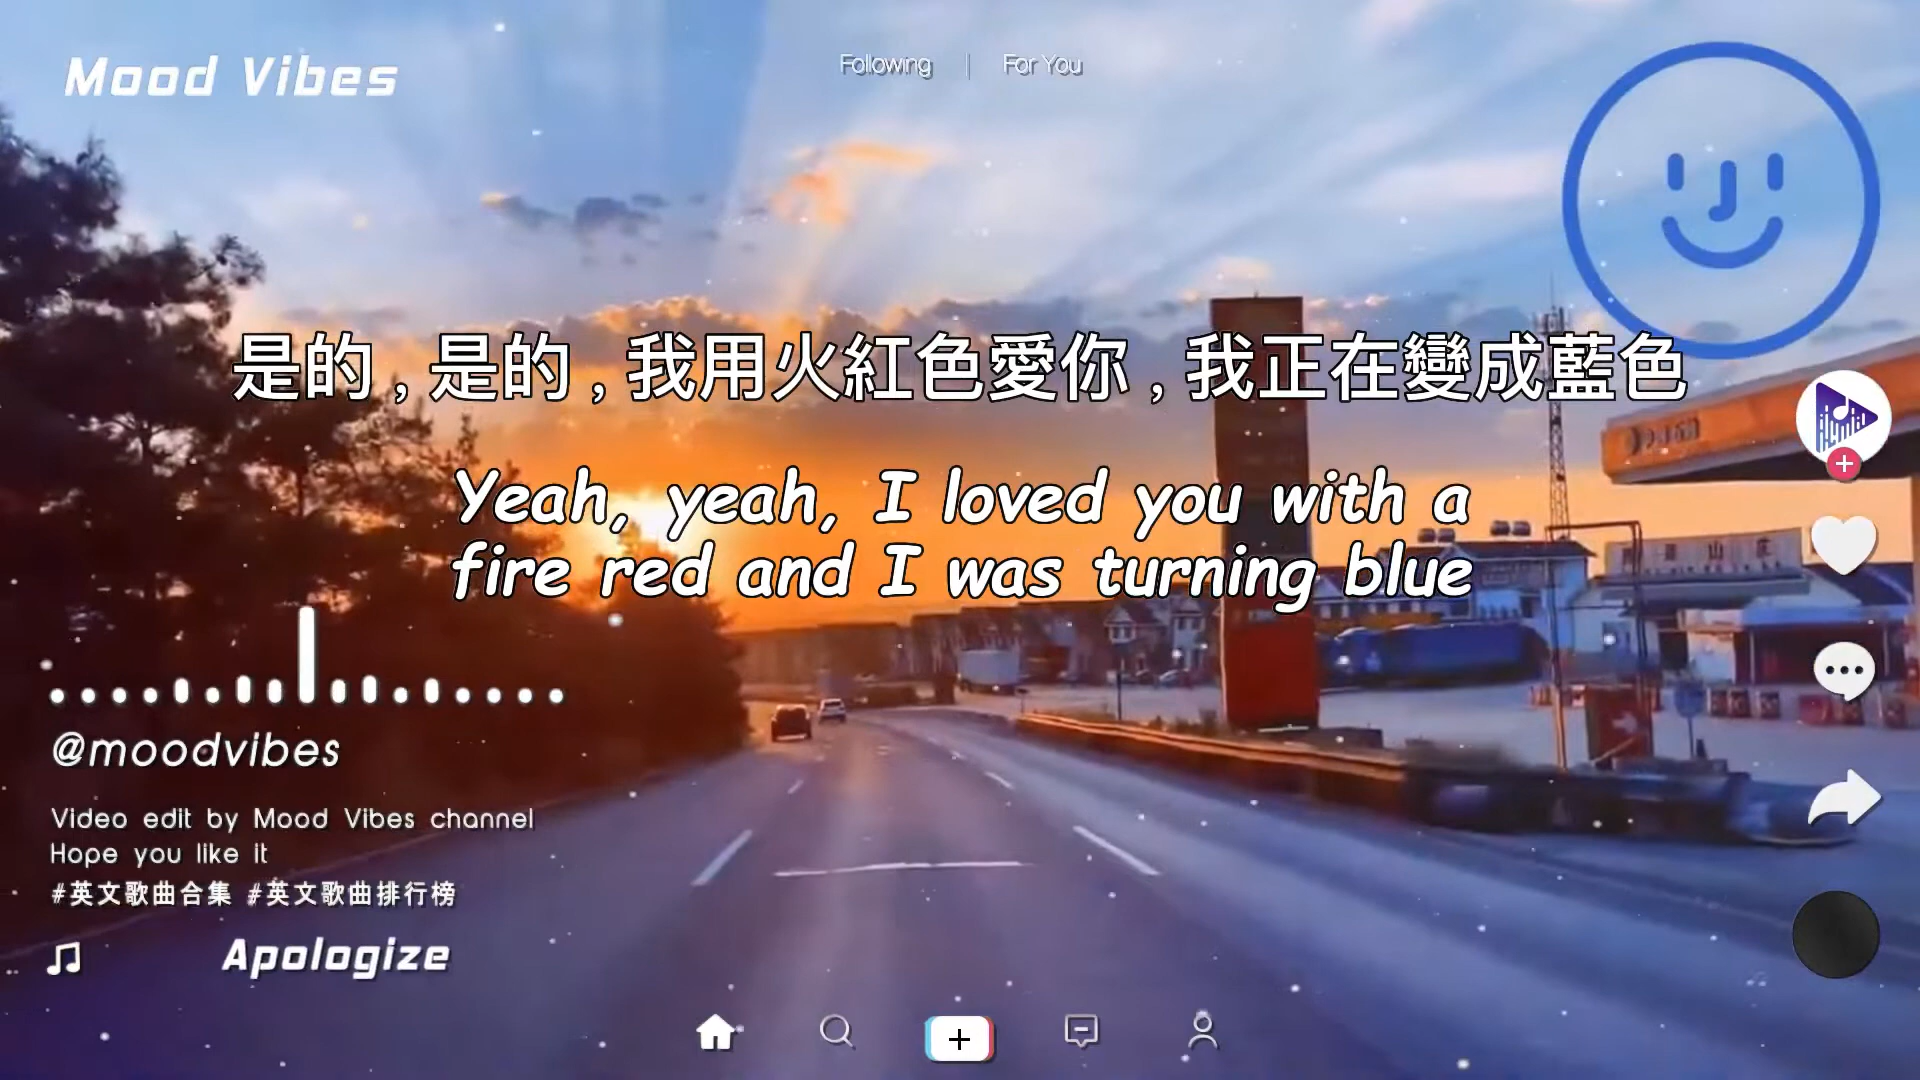 Mood Vibes
Following | For You
是的 , 是的 , 我用火紅色愛你 , 我正在變成藍色
Yeah, yeah, I loved you with a
fire red and I was turning blue
@moodvibes
Video edit by Mood Vibes channel
Hope you like it
#英文歌曲合集 #英文歌曲排行榜
Apologize